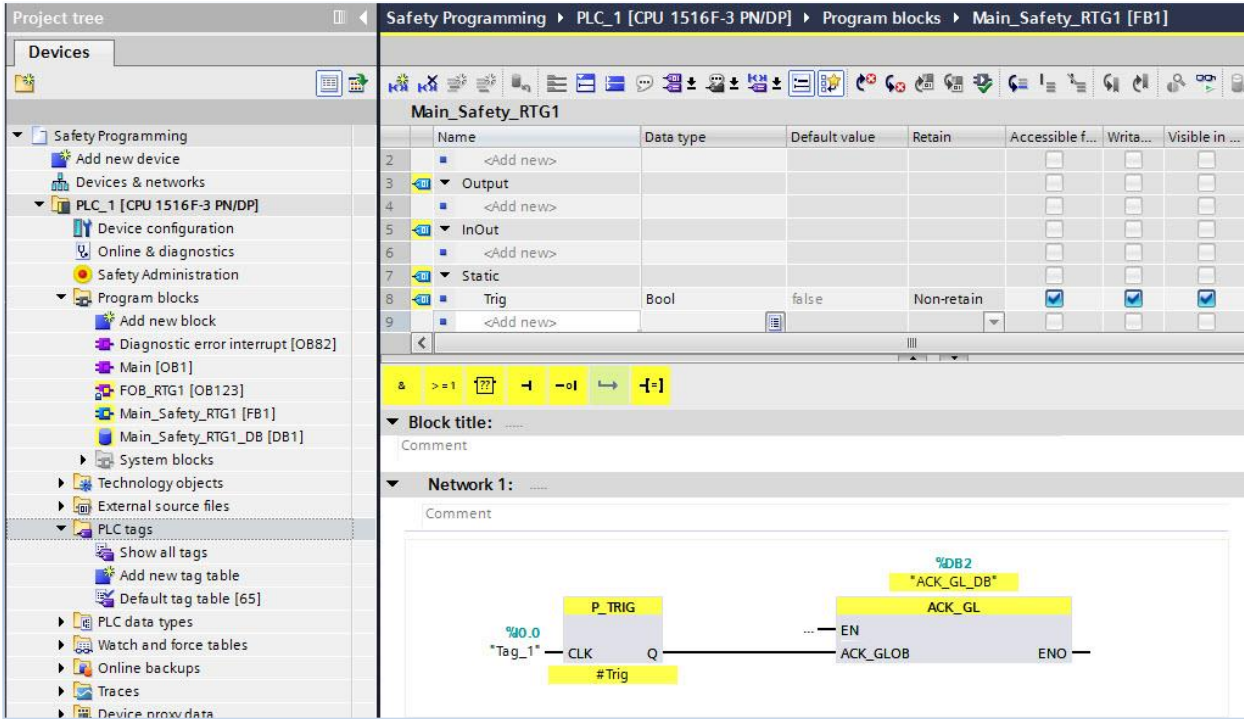 Project tree
Devices
Safety Programming
Add new device
Devices & networks
PLC_1 [CPU 1516F-3 PN/DP]
Device configuration
Online & diagnostics
Safety Administration
Program blocks
Add new block
Diagnostic error interrupt [OB82]
Main [OB1]
FOB_RTG1 [OB123]
Main_Safety_RTG1 [FB1]
Main_Safety_RTG1_DB [DB1]
System blocks
Technology objects
External source files
PLC tags
Show all tags
Add new tag table
Default tag table [65]
PLC data types
Watch and force tables
Online backups
Traces
Device proxy data
Safety Programming PLC_1 [CPU 1516F-3 PN/DP] Program blocks Main_Safety_RTG1 [FB1]
Main_Safety_RTG1
Name Data type Default value Retain Accessible f... Writa... Visible in ...
2 <Add new>
3 Output
4 <Add new>
5 InOut
6 <Add new>
7 Static
8 Trig Bool false Non-retain
9 <Add new>
& >=1 ??
Block title: .....
Comment
Network 1: .....
Comment
%DB2
"ACK_GL_DB"
P_TRIG ACK_GL
%I0.0 ... EN
"Tag_1" CLK Q ACK_GLOB ENO
#Trig